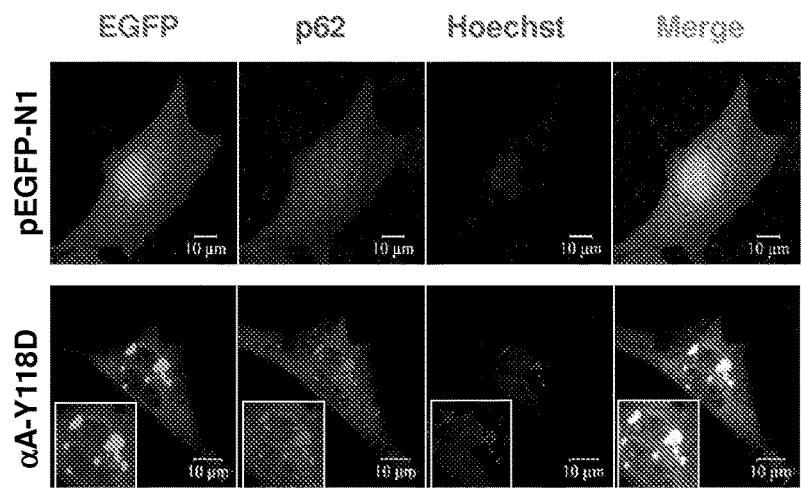 EGFP p62 Hoechst Merge
pEGFP-N1
10 µm 10 µm 10 µm 10 µm
αA-Y118D
10 µm 10 µm 10 µm 10 µm